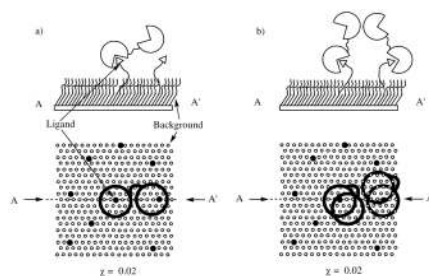 a)
b)
A
A'
A
A'
Ligand
Background
A
A'
A
A
χ = 0.02
χ = 0.02